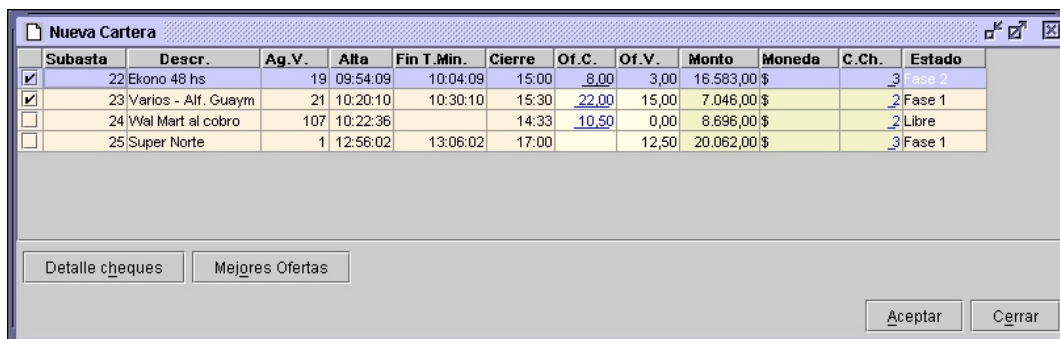 Nueva Cartera
Subasta Descr. Ag.V. Alta Fin T.Min. Cierre Of.C. Of.V. Monto Moneda C.Ch. Estado
22 Ekono 48 hs 19 09:54:09 10:04:09 15:00 8,00 3,00 16.583,00 $ 3 Fase 2
23 Varios - Alf. Guaym 21 10:20:10 10:30:10 15:30 22,00 15,00 7.046,00 $ 2 Fase 1
24 Wal Mart al cobro 107 10:22:36 14:33 10,50 0,00 8.696,00 $ 2 Libre
25 Super Norte 1 12:56:02 13:06:02 17:00 12,50 20.062,00 $ 3 Fase 1
Detalle cheques Mejores Ofertas
Aceptar Cerrar